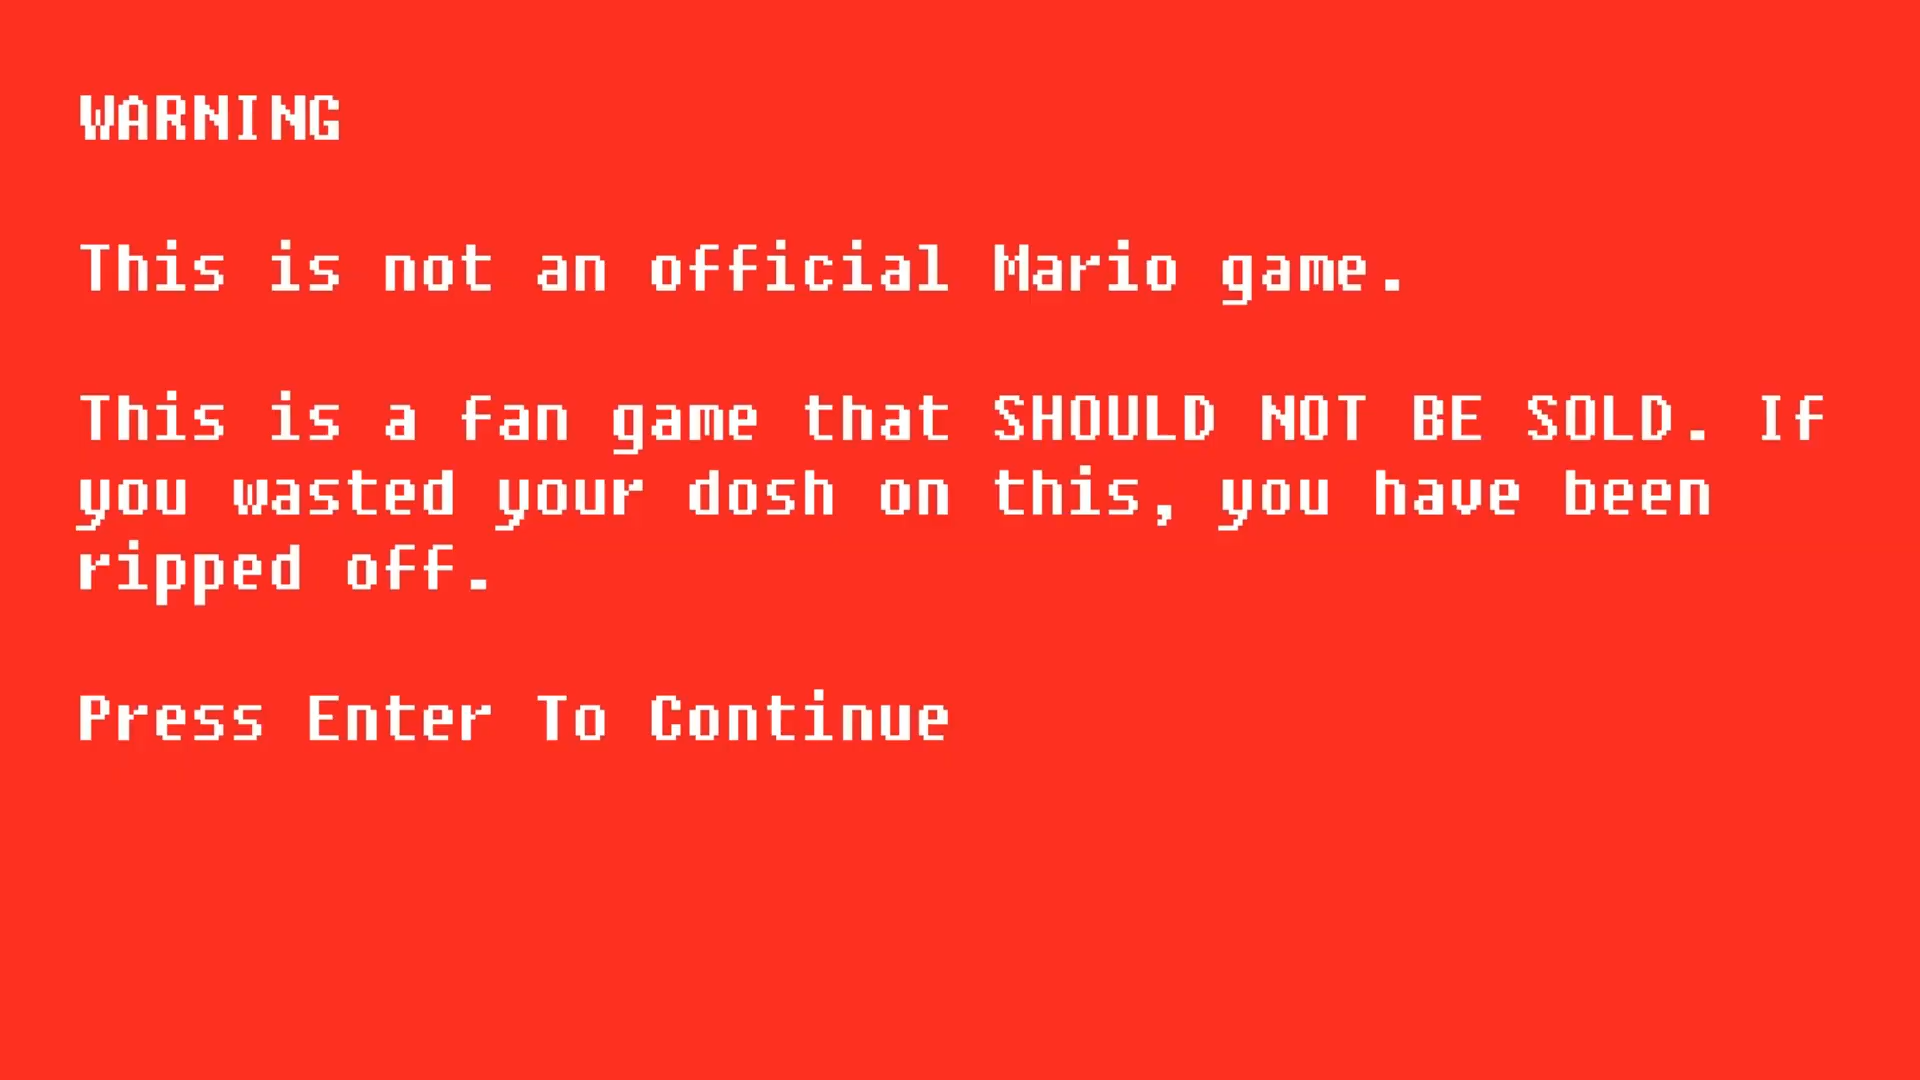 WARNING
This is not an official Mario game.
This is a fan game that SHOULD NOT BE SOLD. If
you wasted your dosh on this, you have been
ripped off.
Press Enter To Continue